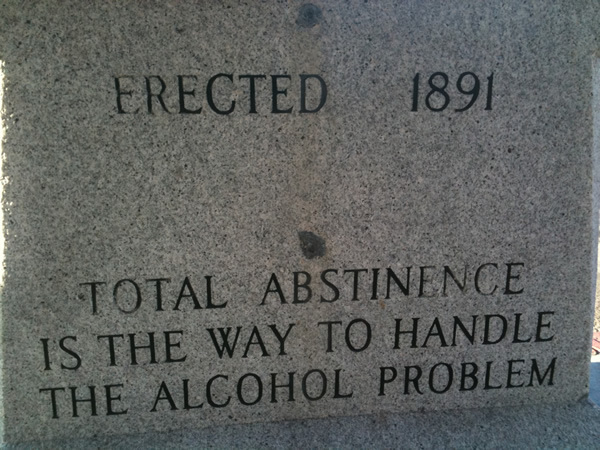 ERECTED 1891
TOTAL ABSTINENCE
IS THE WAY TO HANDLE
THE ALCOHOL PROBLEM